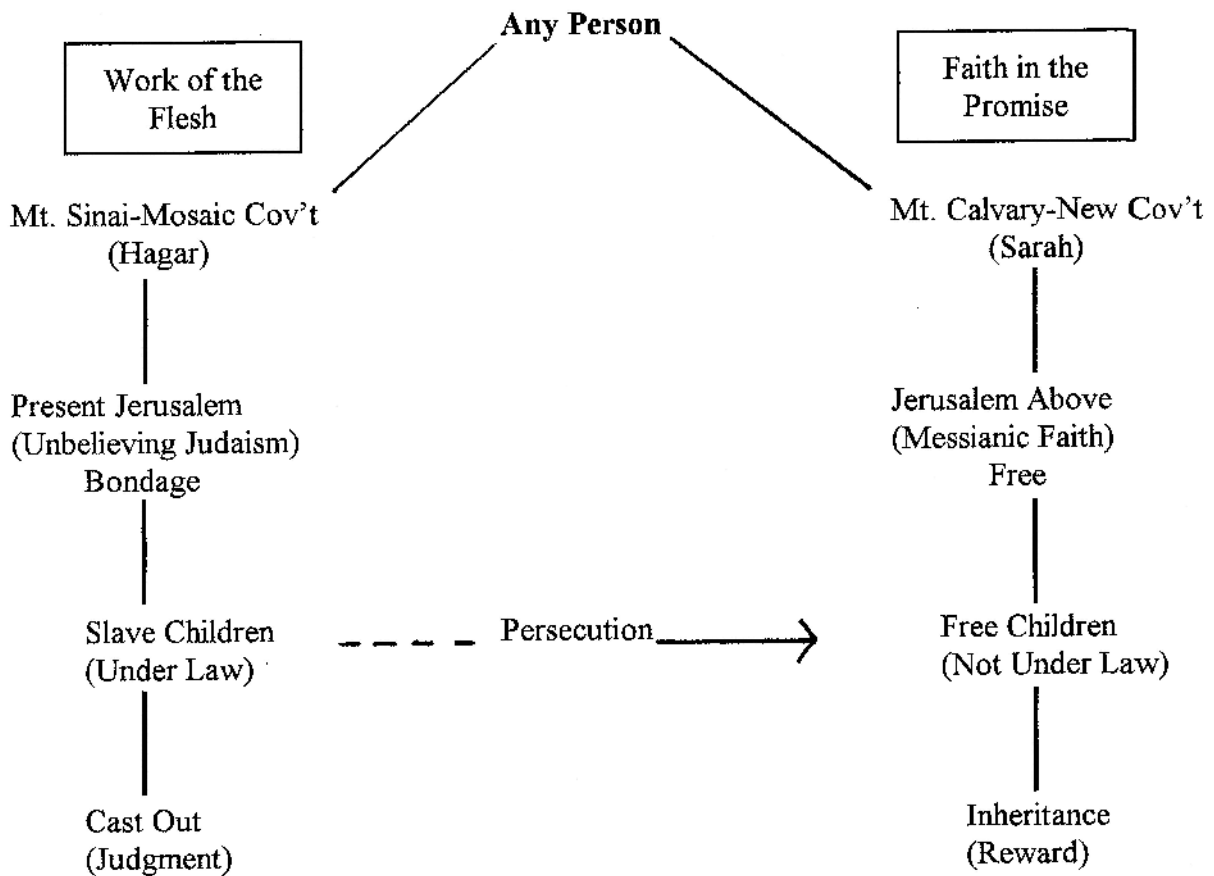 Any Person
Work of the
Flesh
Faith in the
Promise
Mt. Sinai-Mosaic Cov't
(Hagar)
Mt. Calvary-New Cov't
(Sarah)
Present Jerusalem
(Unbelieving Judaism)
Bondage
Jerusalem Above
(Messianic Faith)
Free
Slave Children
(Under Law)
Persecution
Free Children
(Not Under Law)
Cast Out
(Judgment)
Inheritance
(Reward)